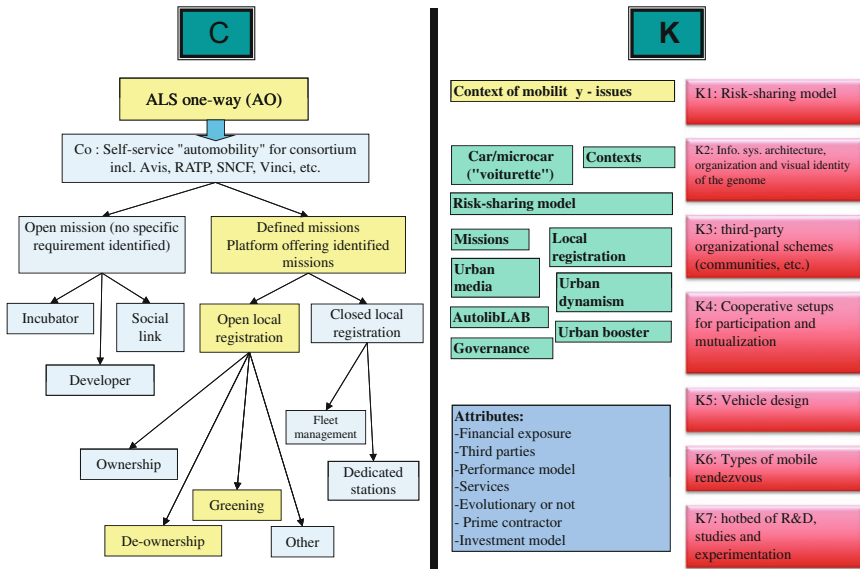 C
ALS one-way (AO)
Co : Self-service "automobility" for consortium
incl. Avis, RATP, SNCF, Vinci, etc.
Open mission (no specific
requirement identified)
Defined missions
Platform offering identified
missions
Incubator
Social
link
Open local
registration
Closed local
registration
Developer
Fleet
management
Ownership
Dedicated
stations
Greening
De-ownership
Other
K
Context of mobilit y - issues
Car/microcar
("voiturette")
Contexts
Risk-sharing model
Missions
Local
registration
Urban
media
Urban
dynamism
AutolibLAB
Urban booster
Governance
Attributes:
-Financial exposure
-Third parties
-Performance model
-Services
-Evolutionary or not
- Prime contractor
-Investment model
K1: Risk-sharing model
K2: Info. sys. architecture,
organization and visual identity
of the genome
K3: third-party
organizational schemes
(communities, etc.)
K4: Cooperative setups
for participation and
mutualization
K5: Vehicle design
K6: Types of mobile
rendezvous
K7: hotbed of R&D,
studies and
experimentation